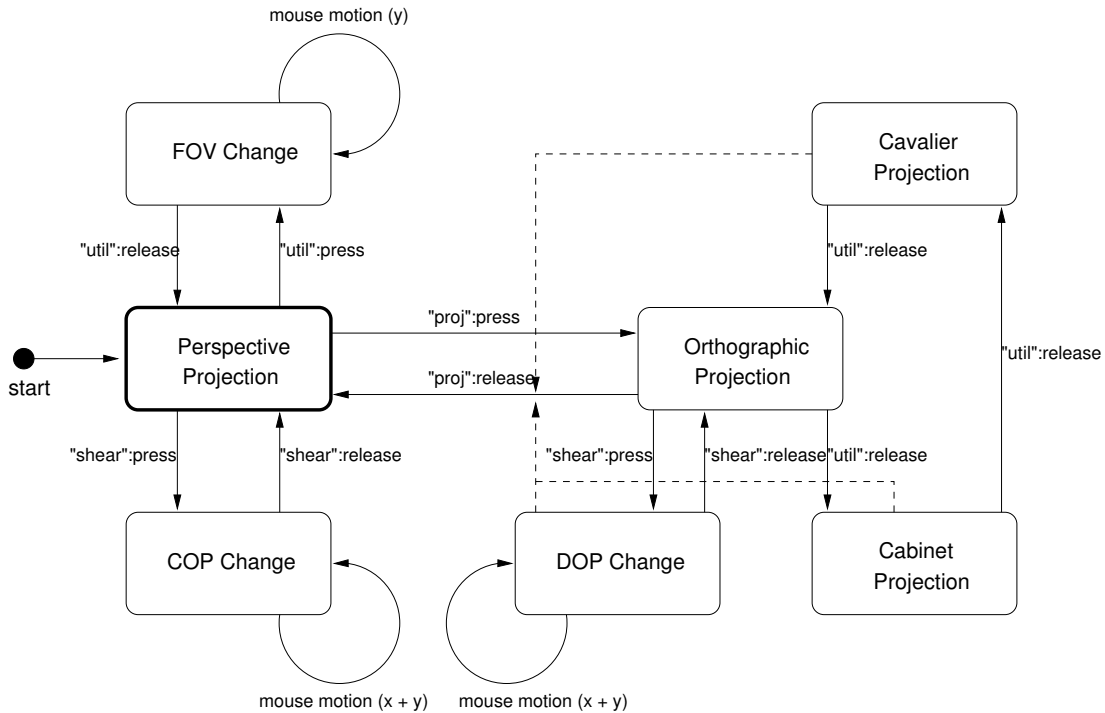 mouse motion (y)
FOV Change
Cavalier
Projection
"util":release
"util":press
"util":release
"proj":press
Perspective
Projection
Orthographic
Projection
"util":release
start
"proj":release
"shear":press
"shear":release
"shear":press
"shear":release
"util":release
COP Change
DOP Change
Cabinet
Projection
mouse motion (x + y)
mouse motion (x + y)